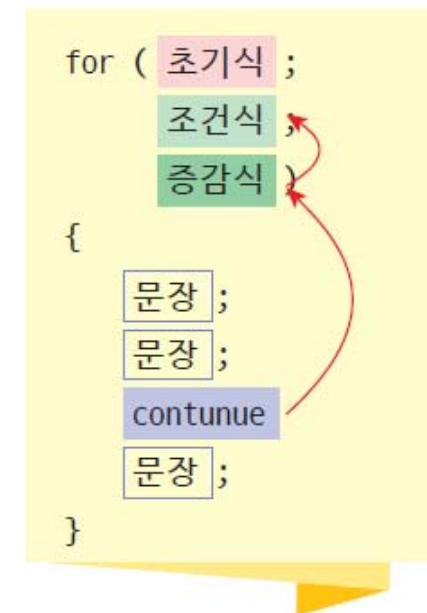 for ( 초기식 ;
조건식 ;
증감식 )
{
문장 ;
문장 ;
contunue
문장 ;
}